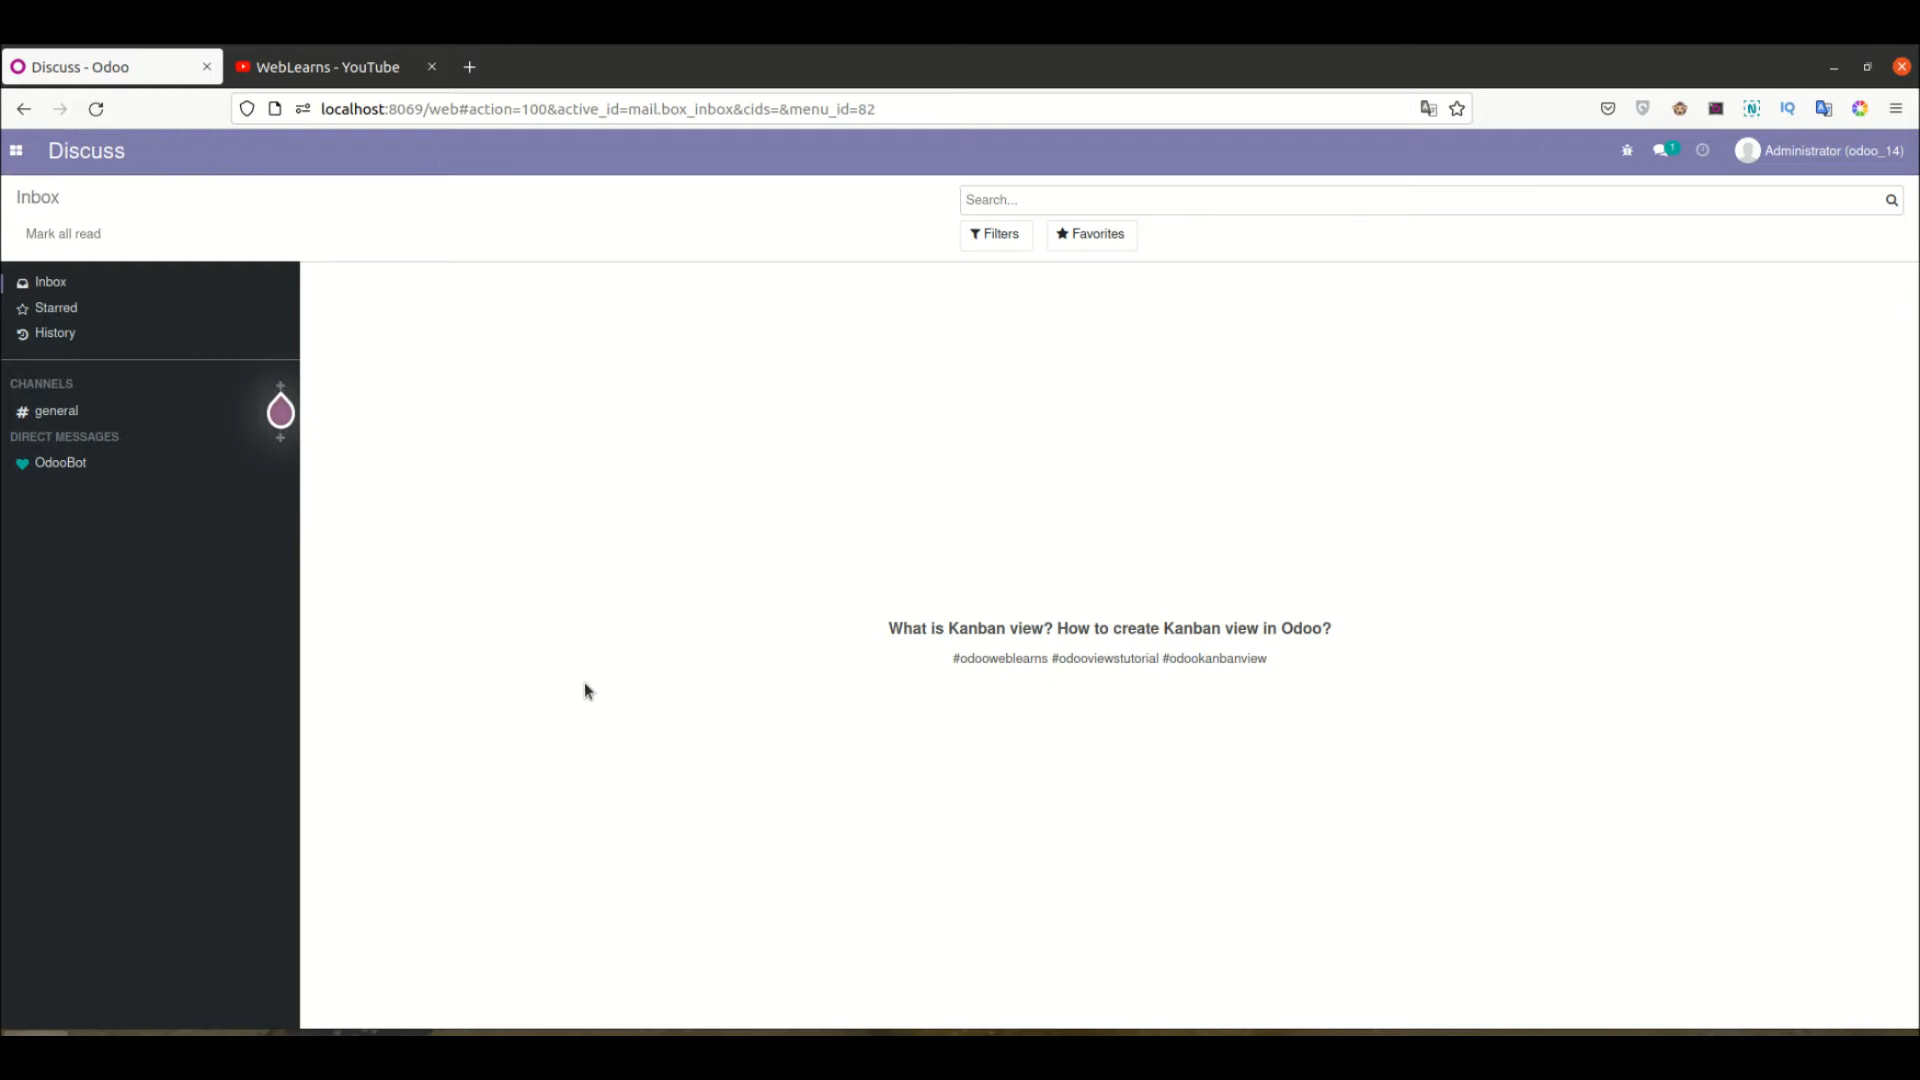 Discuss - Odoo
WebLearns - YouTube
localhost:8069/web#action=100&active_id=mail.box_inbox&cids=&menu_id=82
Discuss
1
Administrator (odoo_14)
Inbox
Search...
Mark all read
Filters
Favorites
Inbox
Starred
History
CHANNELS
# general
DIRECT MESSAGES
OdooBot
What is Kanban view? How to create Kanban view in Odoo?
#odooweblearns #odooviewstutorial #odookanbanview
N
IQ